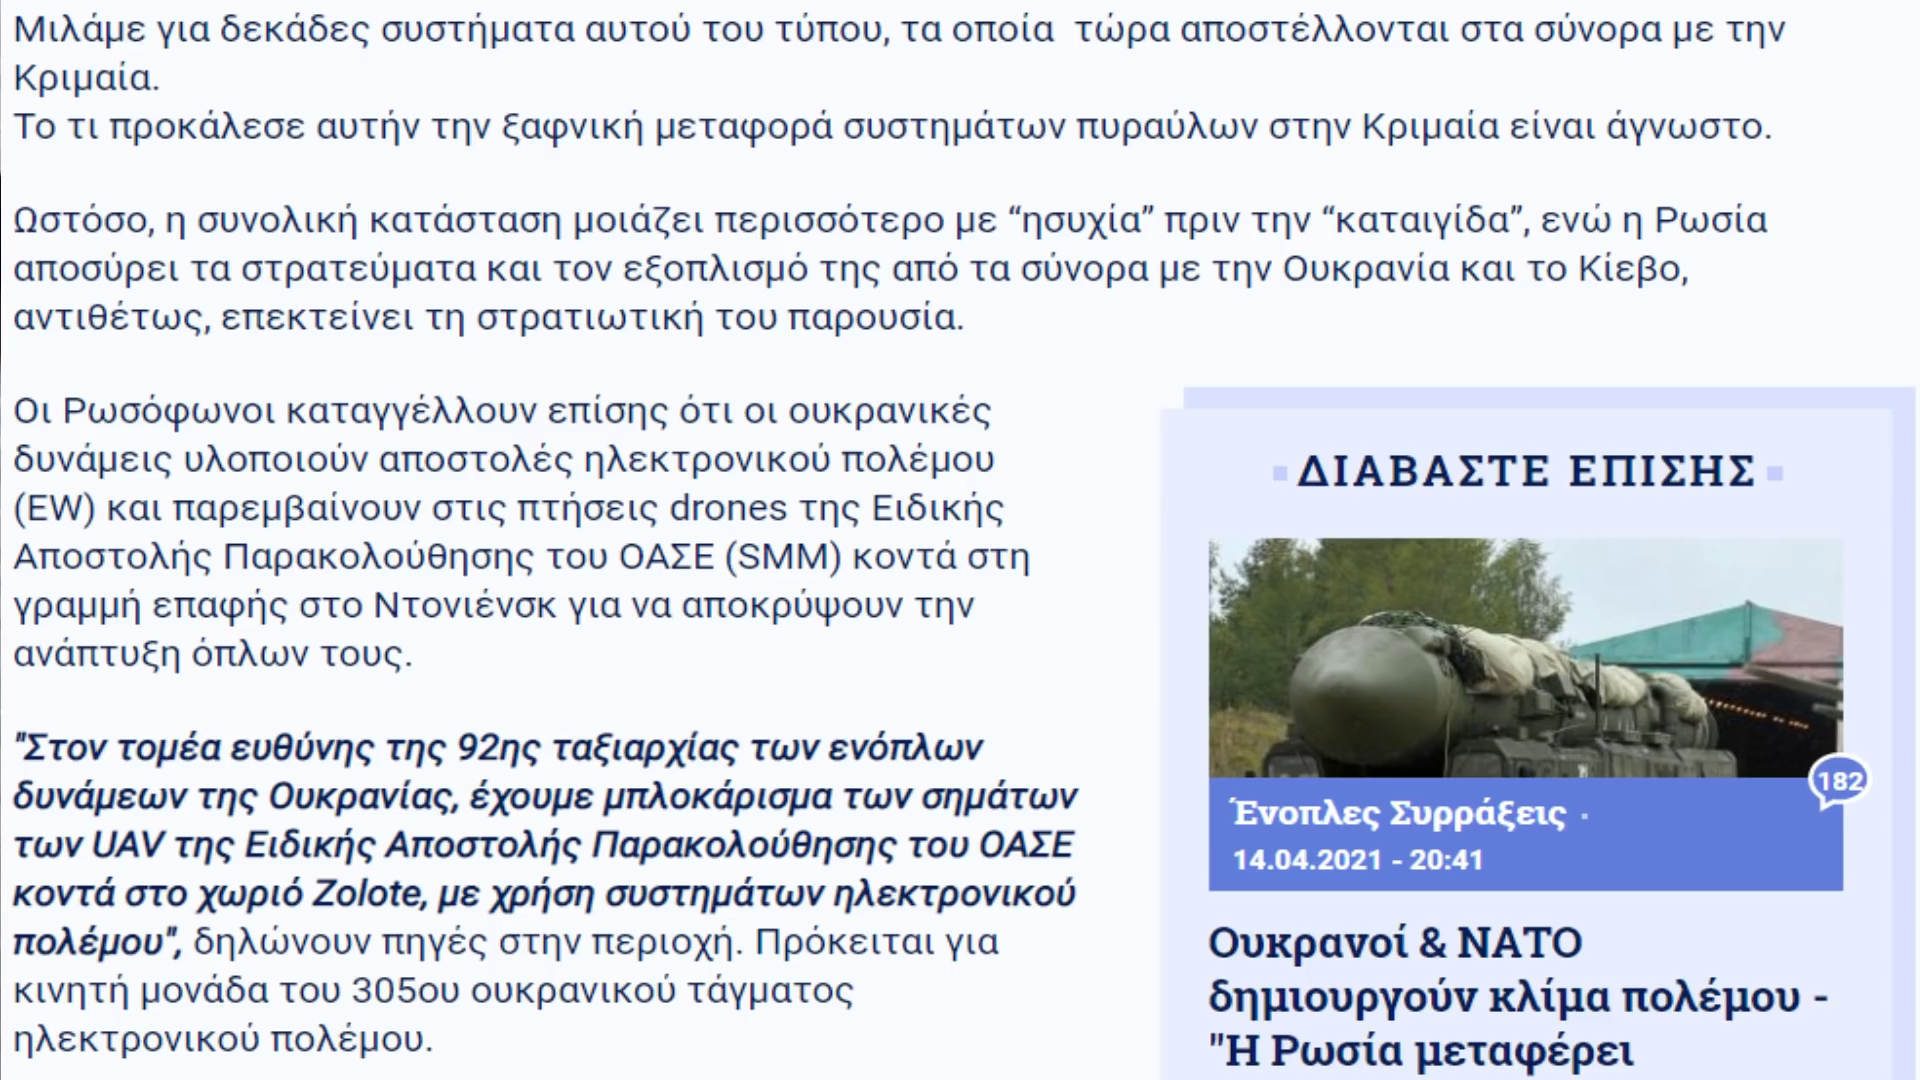 Μιλάμε για δεκάδες συστήματα αυτού του τύπου, τα οποία τώρα αποστέλλονται στα σύνορα με την
Κριμαία.
Το τι προκάλεσε αυτήν την ξαφνική μεταφορά συστημάτων πυραύλων στην Κριμαία είναι άγνωστο.
Ωστόσο, η συνολική κατάσταση μοιάζει περισσότερο με “ησυχία” πριν την “καταιγίδα”, ενώ η Ρωσία
αποσύρει τα στρατεύματα και τον εξοπλισμό της από τα σύνορα με την Ουκρανία και το Κίεβο,
αντιθέτως, επεκτείνει τη στρατιωτική του παρουσία.
Οι Ρωσόφωνοι καταγγέλλουν επίσης ότι οι ουκρανικές
δυνάμεις υλοποιούν αποστολές ηλεκτρονικού πολέμου
(EW) και παρεμβαίνουν στις πτήσεις drones της Ειδικής
Αποστολής Παρακολούθησης του ΟΑΣΕ (SMM) κοντά στη
γραμμή επαφής στο Ντονιένσκ για να αποκρύψουν την
ανάπτυξη όπλων τους.
"Στον τομέα ευθύνης της 92ης ταξιαρχίας των ενόπλων
δυνάμεων της Ουκρανίας, έχουμε μπλοκάρισμα των σημάτων
των UAV της Ειδικής Αποστολής Παρακολούθησης του ΟΑΣΕ
κοντά στο χωριό Zolote, με χρήση συστημάτων ηλεκτρονικού
πολέμου", δηλώνουν πηγές στην περιοχή. Πρόκειται για
κινητή μονάδα του 305ου ουκρανικού τάγματος
ηλεκτρονικού πολέμου.
ΔΙΑΒΑΣΤΕ ΕΠΙΣΗΣ
182
Ένοπλες Συρράξεις ·
14.04.2021 - 20:41
Ουκρανοί & ΝΑΤΟ
δημιουργούν κλίμα πολέμου -
"Η Ρωσία μεταφέρει